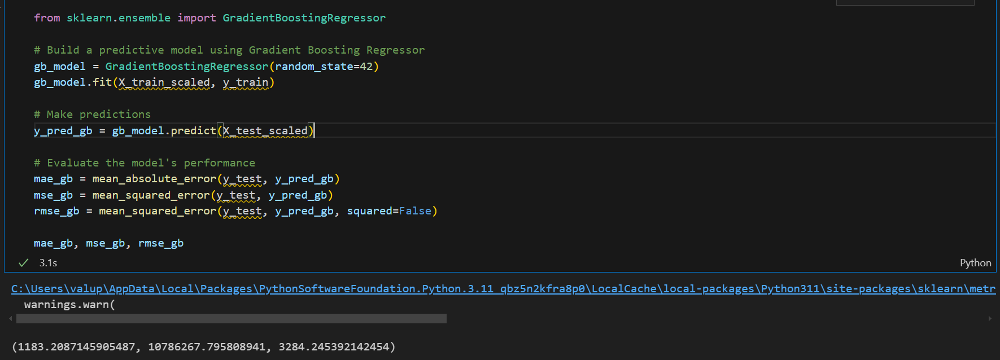 from sklearn.ensemble import GradientBoostingRegressor
# Build a predictive model using Gradient Boosting Regressor
gb_model = GradientBoostingRegressor(random_state=42)
gb_model.fit(X_train_scaled, y_train)
# Make predictions
y_pred_gb = gb_model.predict(X_test_scaled)
# Evaluate the model's performance
mae_gb = mean_absolute_error(y_test, y_pred_gb)
mse_gb = mean_squared_error(y_test, y_pred_gb)
rmse_gb = mean_squared_error(y_test, y_pred_gb, squared=False)
mae_gb, mse_gb, rmse_gb
3.1s
Python
C:\Users\valup\AppData\Local\Packages\PythonSoftwareFoundation.Python.3.11_qbz5n2kfra8p0\LocalCache\local-packages\Python311\site-packages\sklearn\metr
warnings.warn(
(1183.2087145905487, 10786267.795808941, 3284.245392142454)